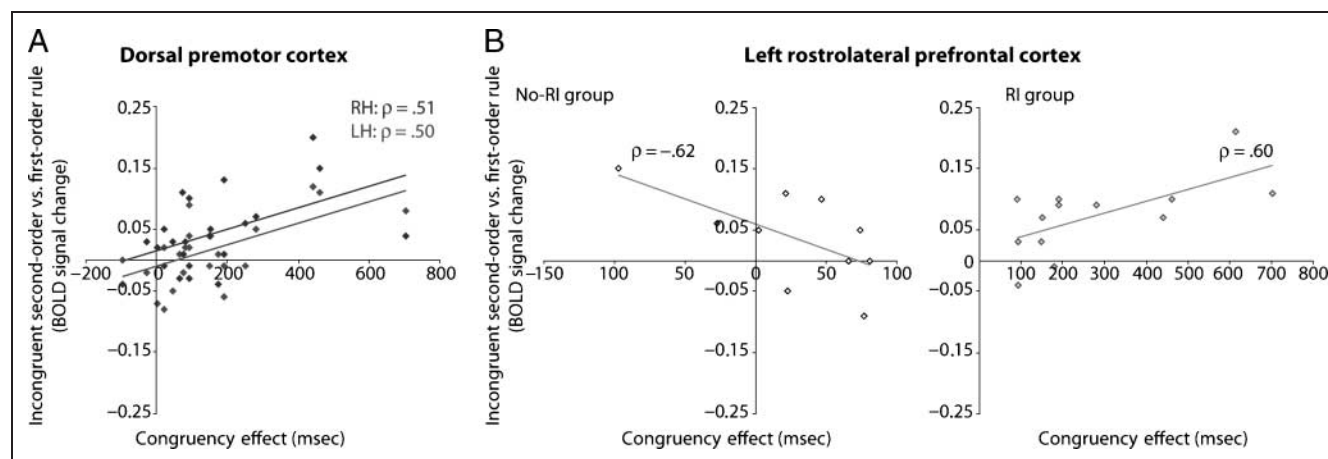 A
Dorsal premotor cortex
Incongruent second-order vs. first-order rule
(BOLD signal change)
RH: ρ = .51
LH: ρ = .50
0.25
0.15
0.05
−0.05
−0.15
−0.25
−200
0
200
400
600
800
Congruency effect (msec)
B
Left rostrolateral prefrontal cortex
Incongruent second-order vs. first-order rule
(BOLD signal change)
No-RI group
ρ = −.62
0.25
0.15
0.05
−0.05
−0.15
−0.25
−150
100
50
0
50
100
Congruency effect (msec)
RI group
ρ = .60
0.25
0.15
0.05
0
−0.05
−0.15
−0.25
100
200
300
400
500
600
700
800
Congruency effect (msec)